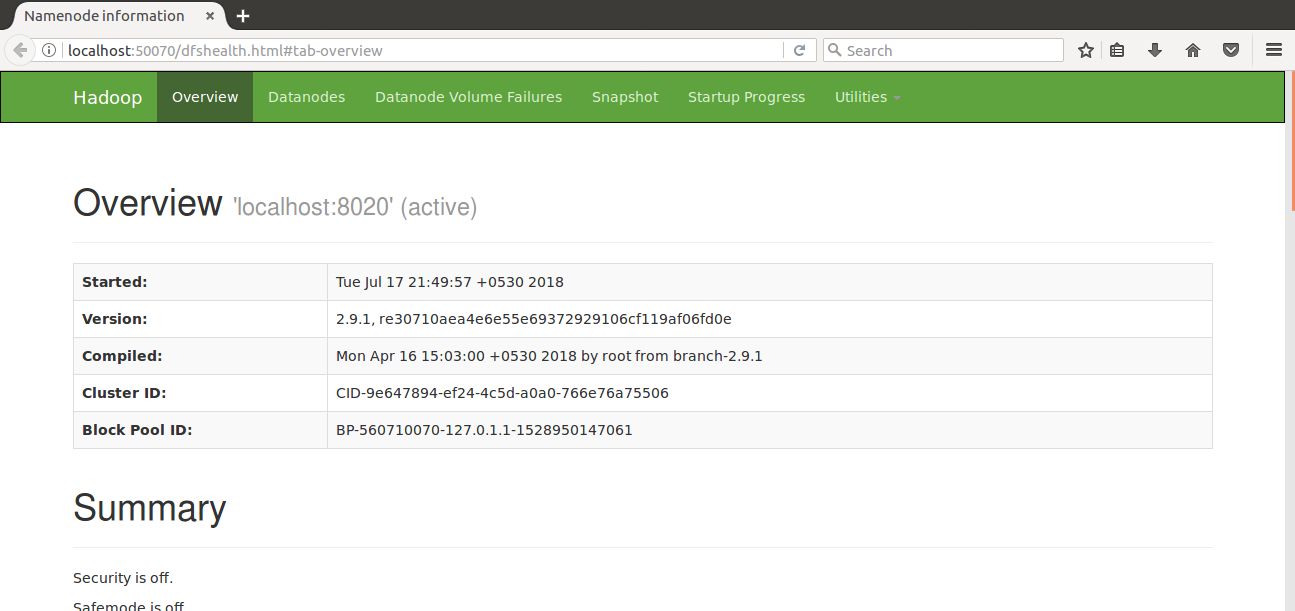 Namenode information
localhost:50070/dfshealth.html#tab-overview
Search
Hadoop Overview Datanodes Datanode Volume Failures Snapshot Startup Progress Utilities
Overview 'localhost:8020' (active)
Started: Tue Jul 17 21:49:57 +0530 2018
Version: 2.9.1, re30710aea4e6e55e69372929106cf119af06fd0e
Compiled: Mon Apr 16 15:03:00 +0530 2018 by root from branch-2.9.1
Cluster ID: CID-9e647894-ef24-4c5d-a0a0-766e76a75506
Block Pool ID: BP-560710070-127.0.1.1-1528950147061
Summary
Security is off.
Safemode is off